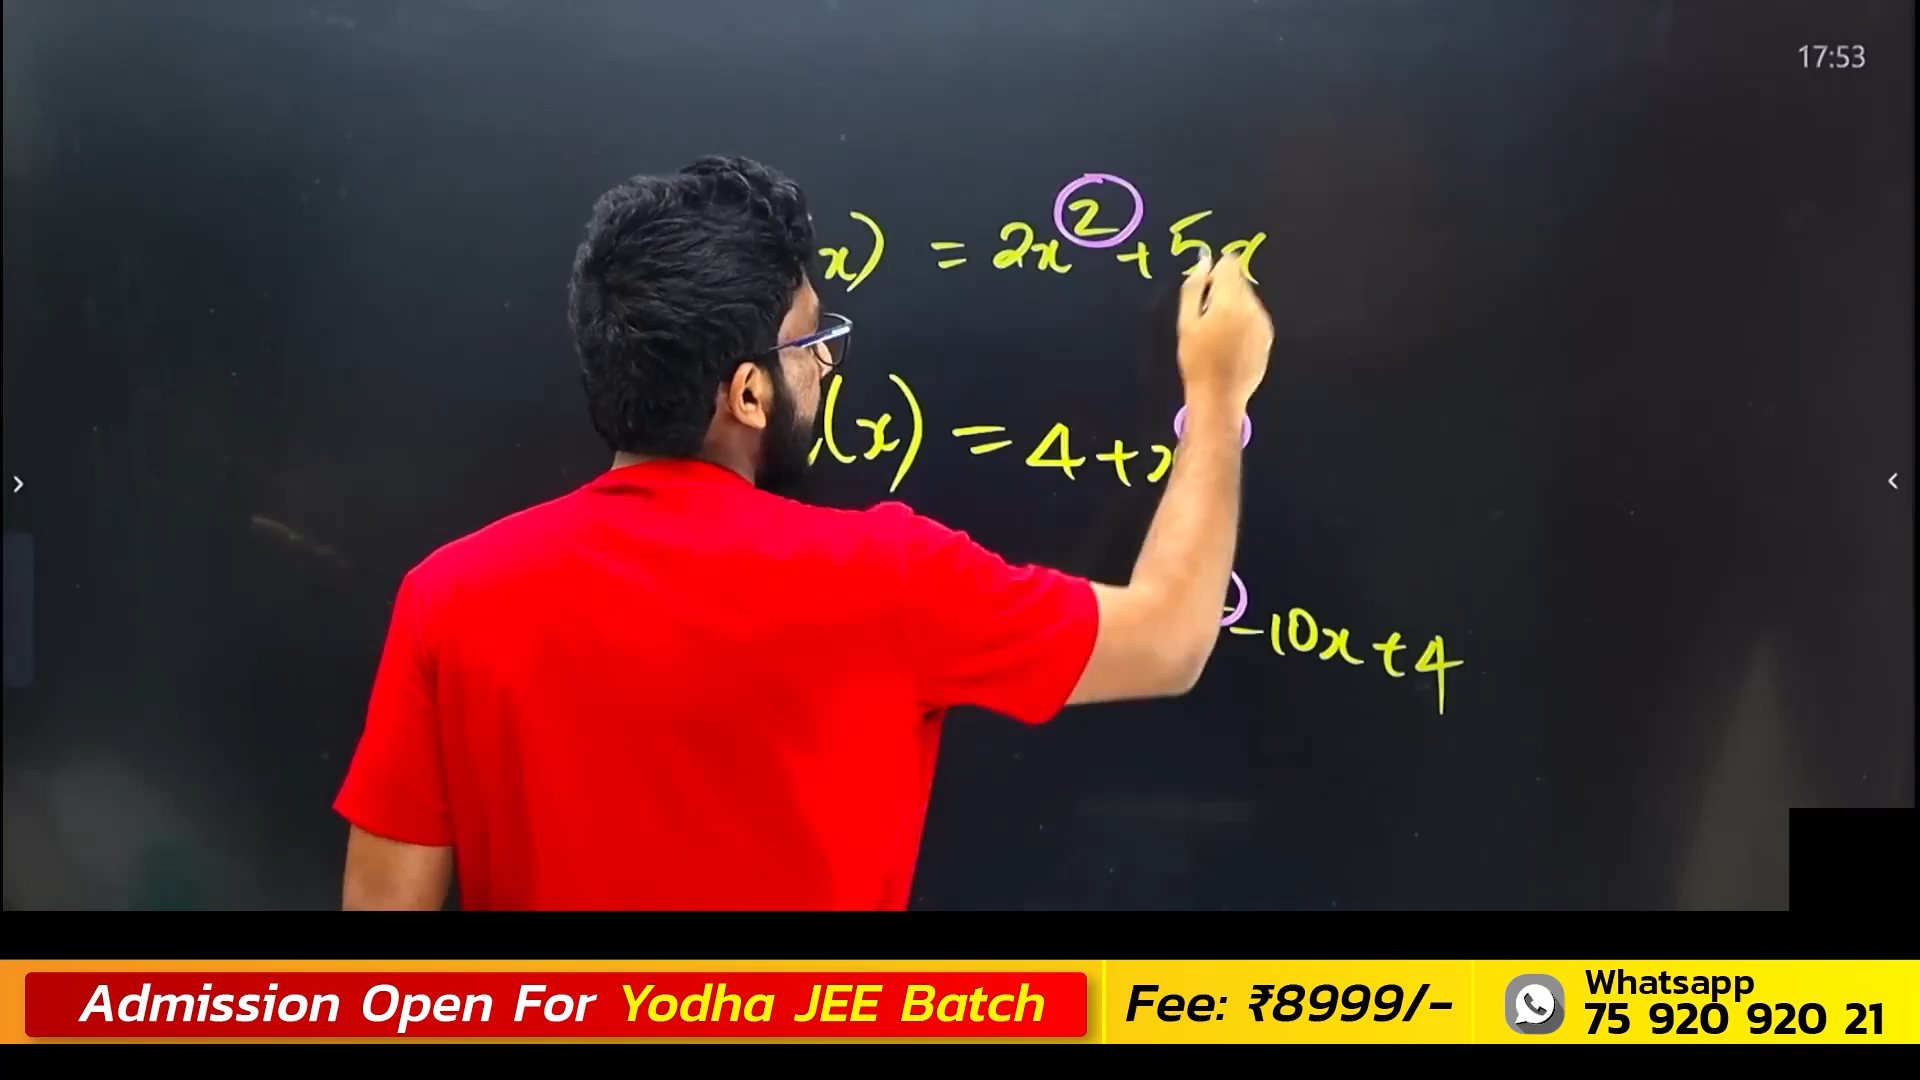 17:53
x) = 2x² + 5x
(x) = 4 + x
- 10x + 4
Admission Open For Yodha JEE Batch
Fee: ₹8999/-
Whatsapp
75 920 920 21